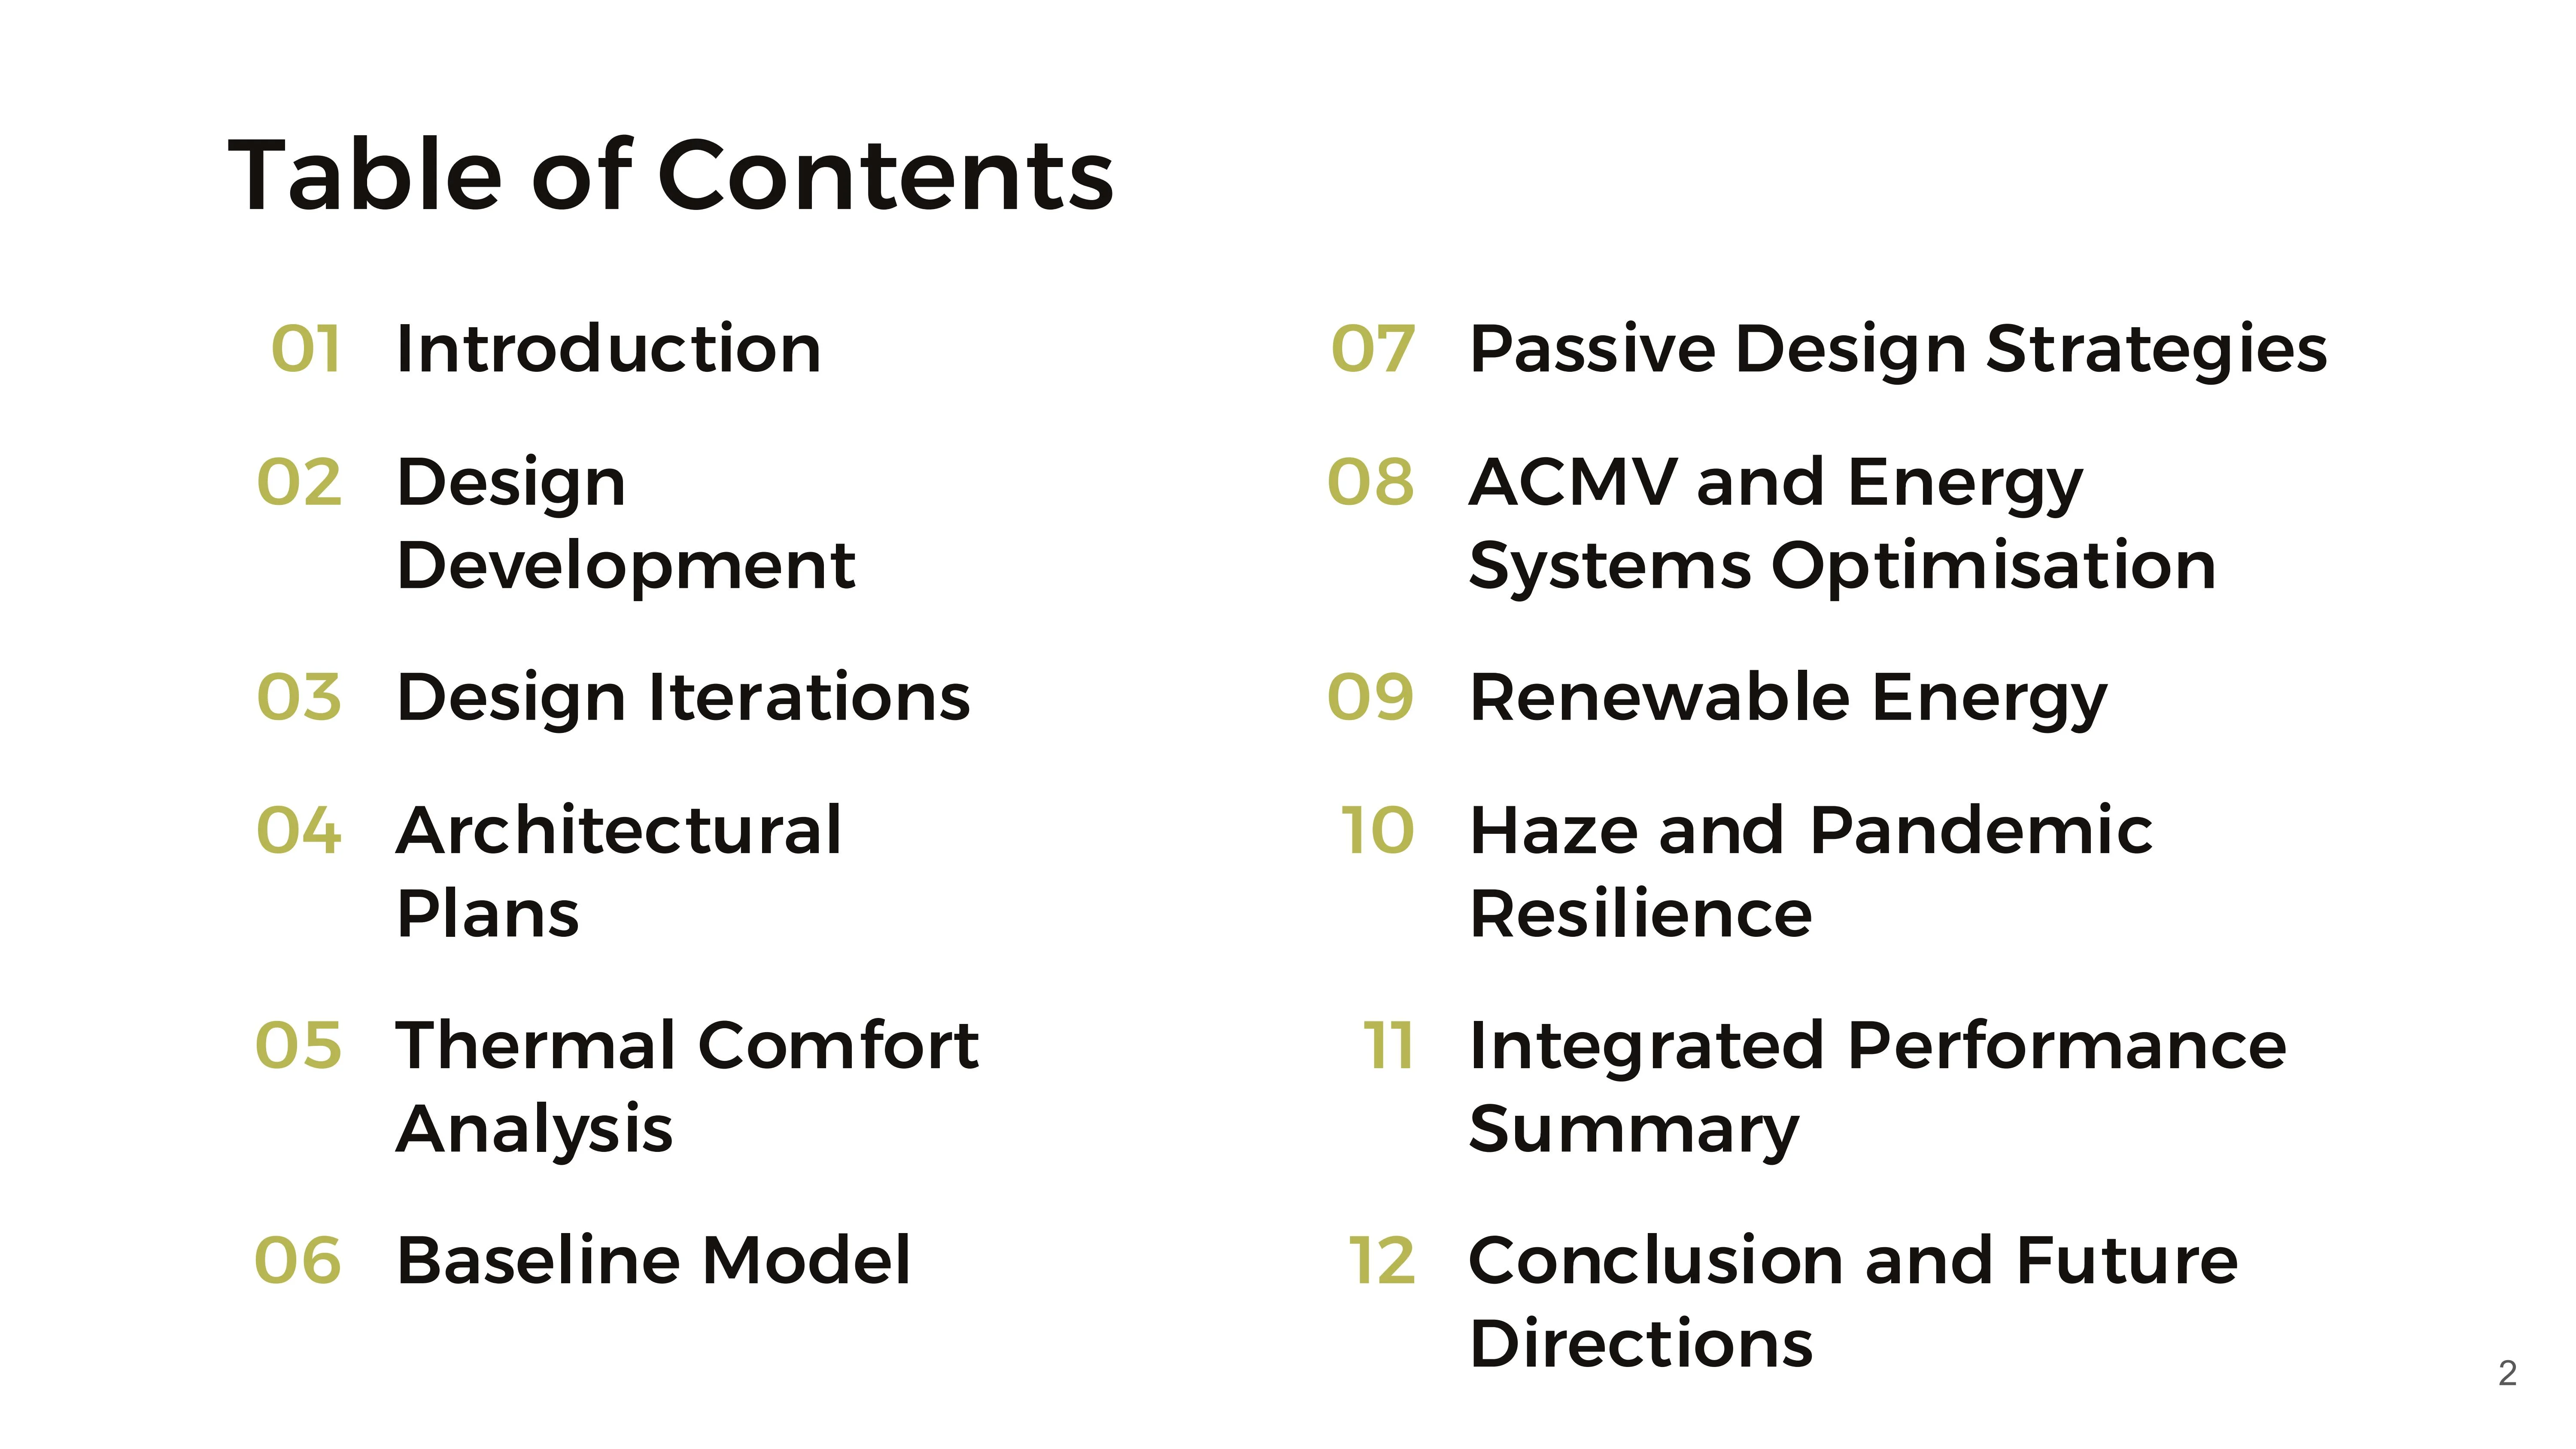 Table of Contents
01 Introduction
02 Design
Development
03 Design Iterations
04 Architectural
Plans
05 Thermal Comfort
Analysis
06 Baseline Model
07 Passive Design Strategies
08 ACMV and Energy
Systems Optimisation
09 Renewable Energy
10 Haze and Pandemic
Resilience
11 Integrated Performance
Summary
12 Conclusion and Future
Directions
2